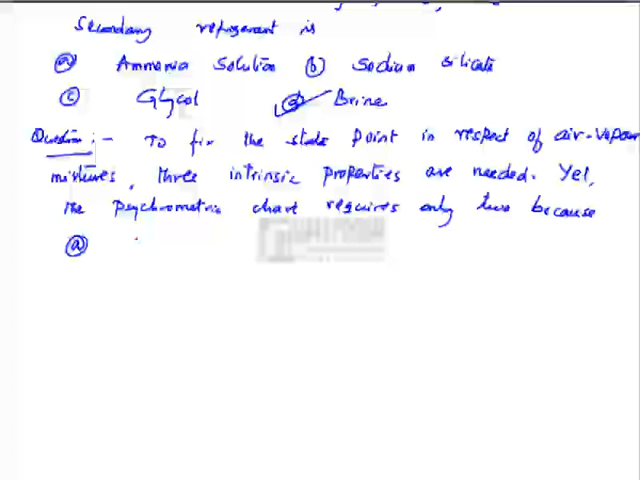 Secondary refrigerant is
(a) Ammonia Solution (b) Sodium silicate
(c) Glycol (d) Brine
Question:- To fix the state point in respect of air-vapour
mixtures, three intrinsic properties are needed. Yet,
the psychrometric chart requires only two because
(a)